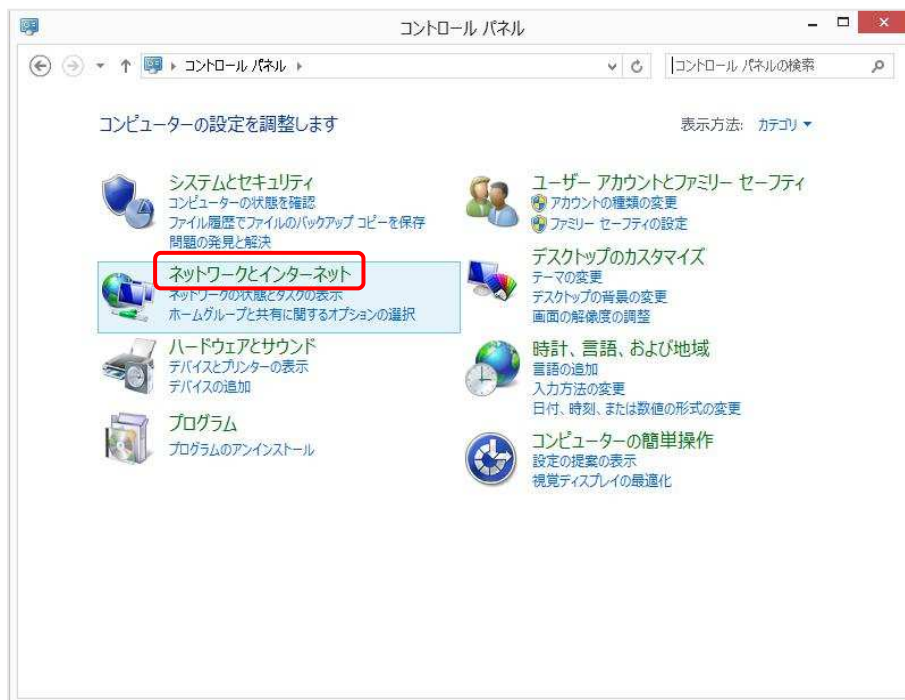 コントロール パネル
コントロール パネル
コントロール パネルの検索
コンピューターの設定を調整します
表示方法: カテゴリ
システムとセキュリティ
コンピューターの状態を確認
ファイル履歴でファイルのバックアップ コピーを保存
問題の発見と解決
ネットワークとインターネット
ネットワークの状態とタスクの表示
ホームグループと共有に関するオプションの選択
ハードウェアとサウンド
デバイスとプリンターの表示
デバイスの追加
プログラム
プログラムのアンインストール
ユーザー アカウントとファミリー セーフティ
アカウントの種類の変更
ファミリー セーフティの設定
デスクトップのカスタマイズ
テーマの変更
デスクトップの背景の変更
画面の解像度の調整
時計、言語、および地域
言語の追加
入力方法の変更
日付、時刻、または数値の形式の変更
コンピューターの簡単操作
設定の提案の表示
視覚ディスプレイの最適化